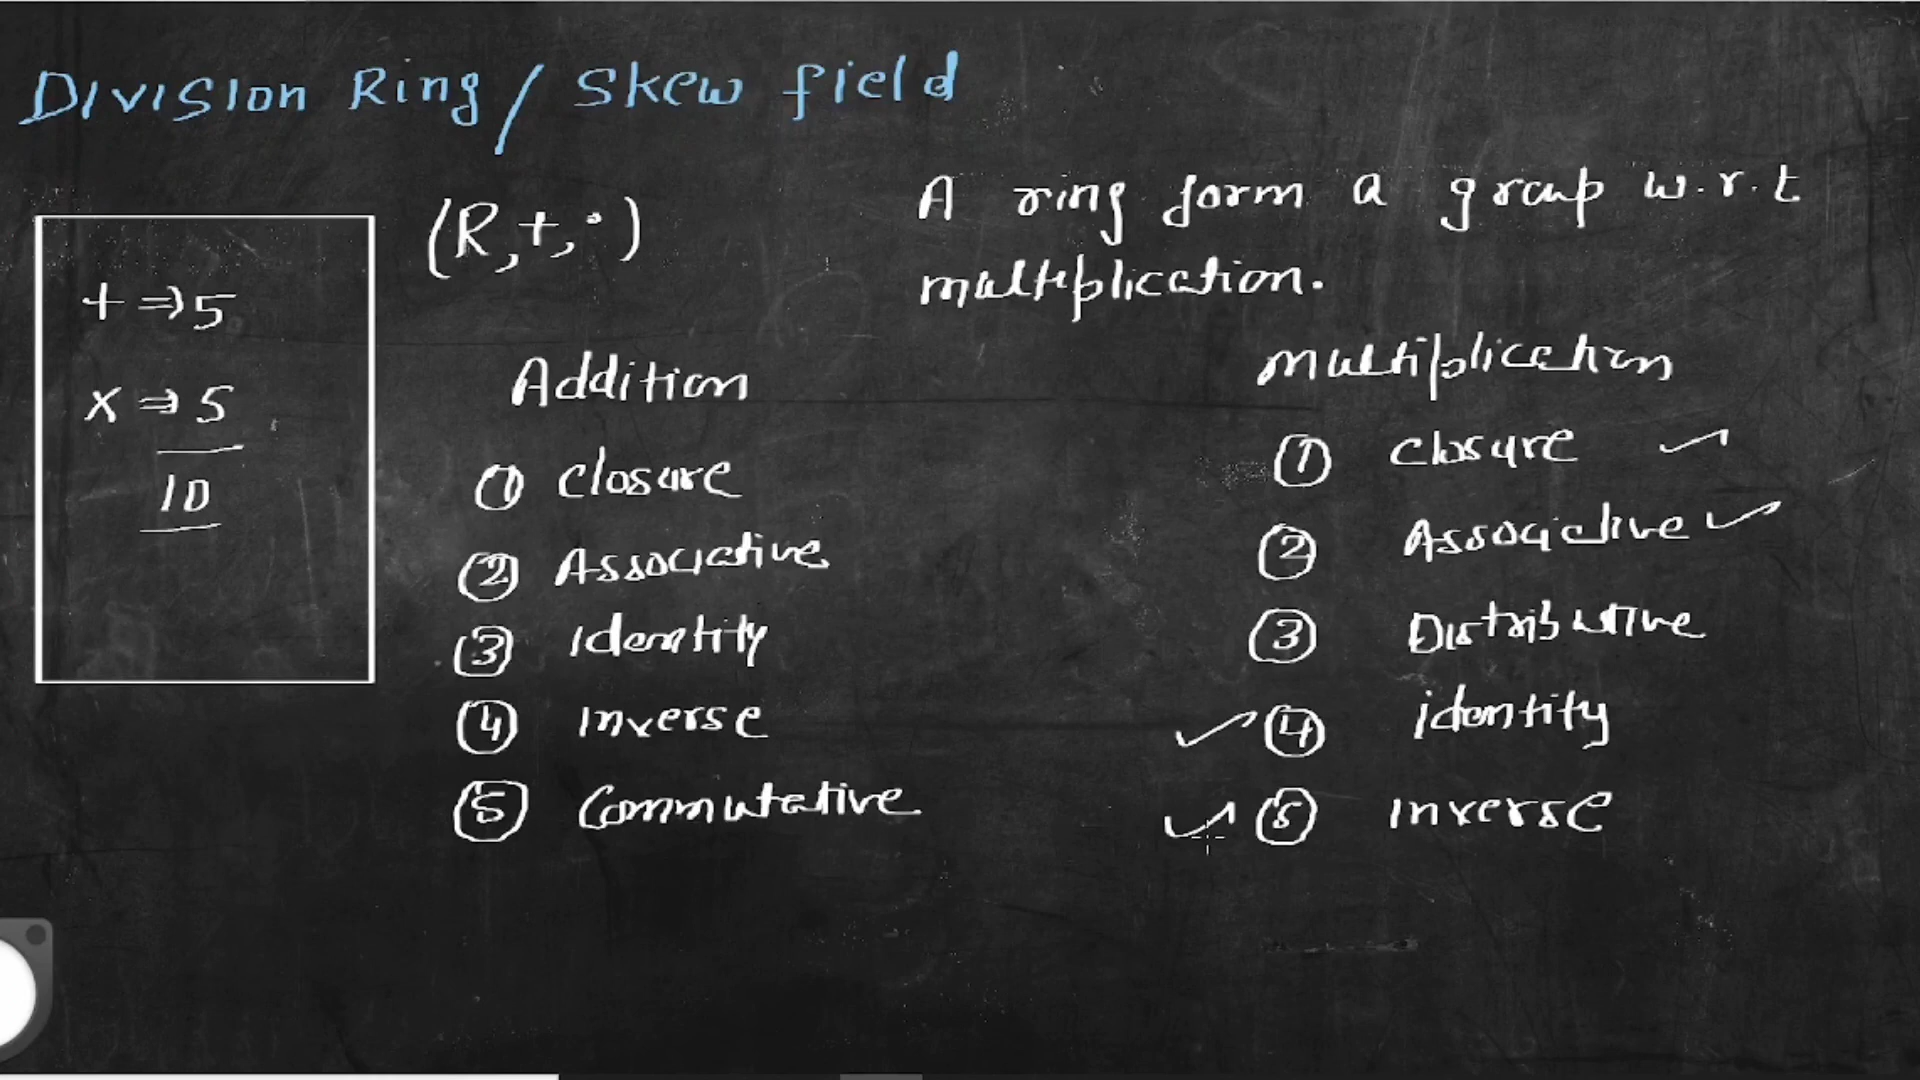 Division Ring / Skew field
+ ⇒ 5
x ⇒ 5
10
(R, +, ·)
A ring form a group w.r.t
multiplication.
Addition
① closure
② Associative
③ Identity
④ Inverse
⑤ Commutative
Multiplication
① closure ✓
② Associative ✓
③ Distributive
✓ ④ identity
✓ ⑤ Inverse